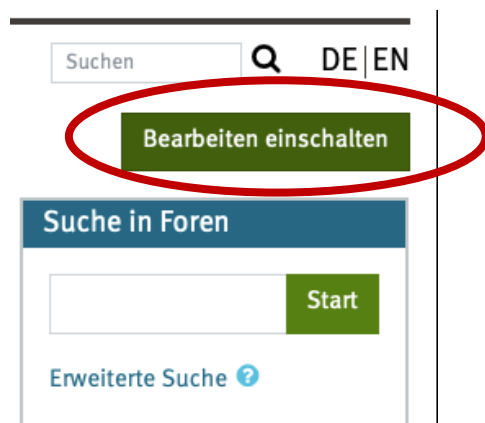 Suchen DE|EN
Bearbeiten einschalten
Suche in Foren
Start
Erweiterte Suche ?